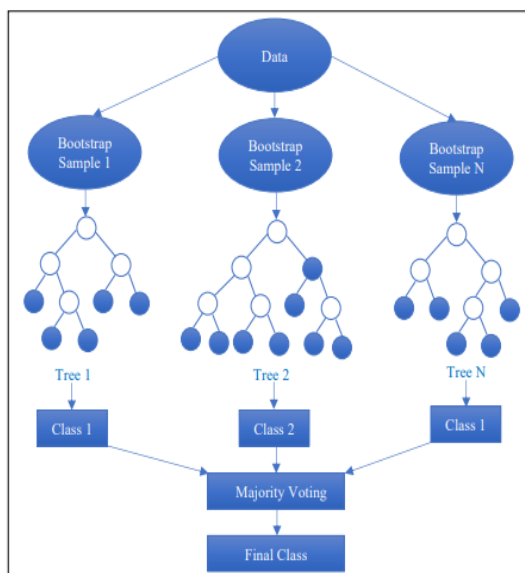 Data
Bootstrap
Sample 1
Bootstrap
Sample 2
Bootstrap
Sample N
Tree 1
Tree 2
Tree N
Class 1
Class 2
Class 1
Majority Voting
Final Class